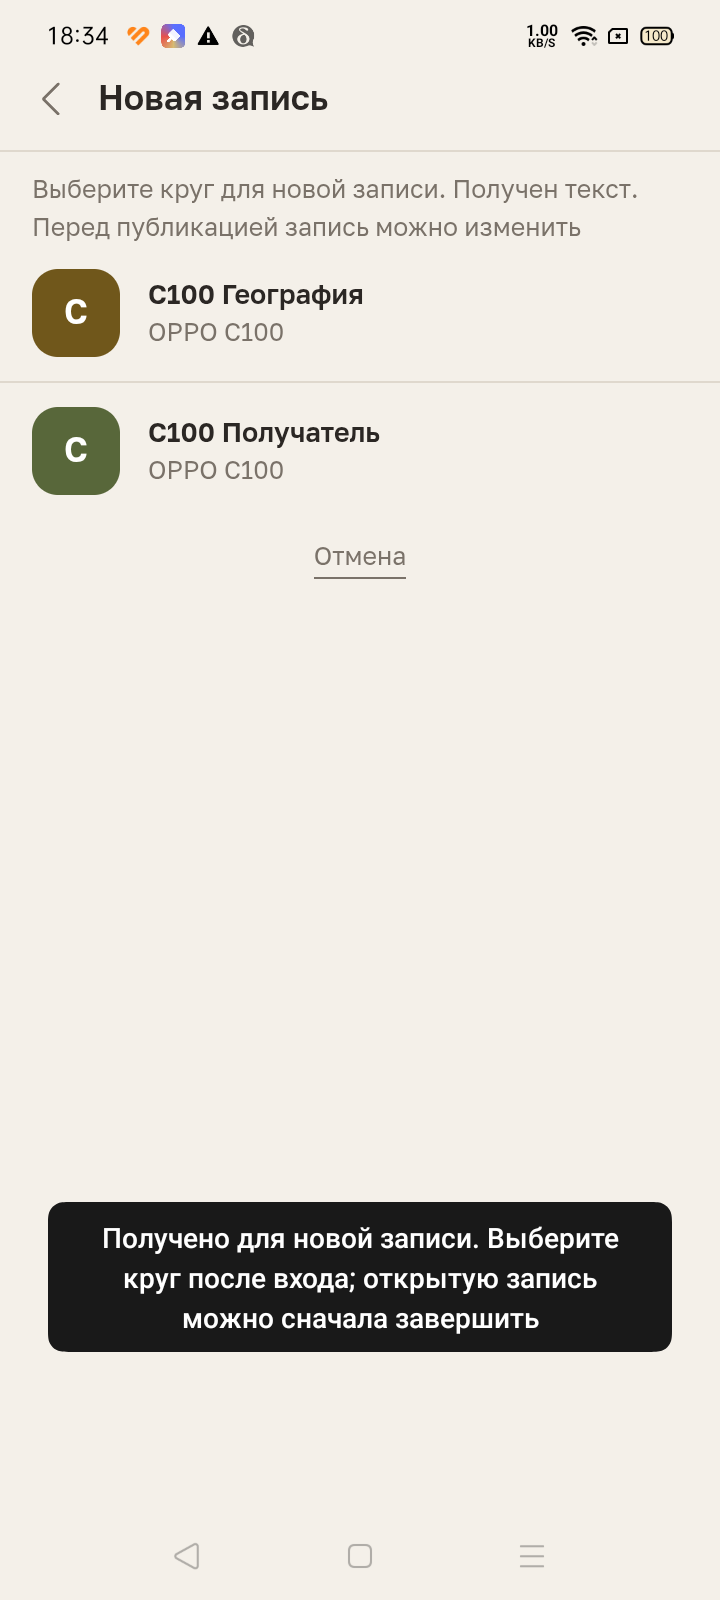 18:34
1.00
KB/S
100
Новая запись
Выберите круг для новой записи. Получен текст.
Перед публикацией запись можно изменить
С
С100 География
OPPO C100
С
С100 Получатель
OPPO C100
Отмена
Получено для новой записи. Выберите
круг после входа; открытую запись
можно сначала завершить